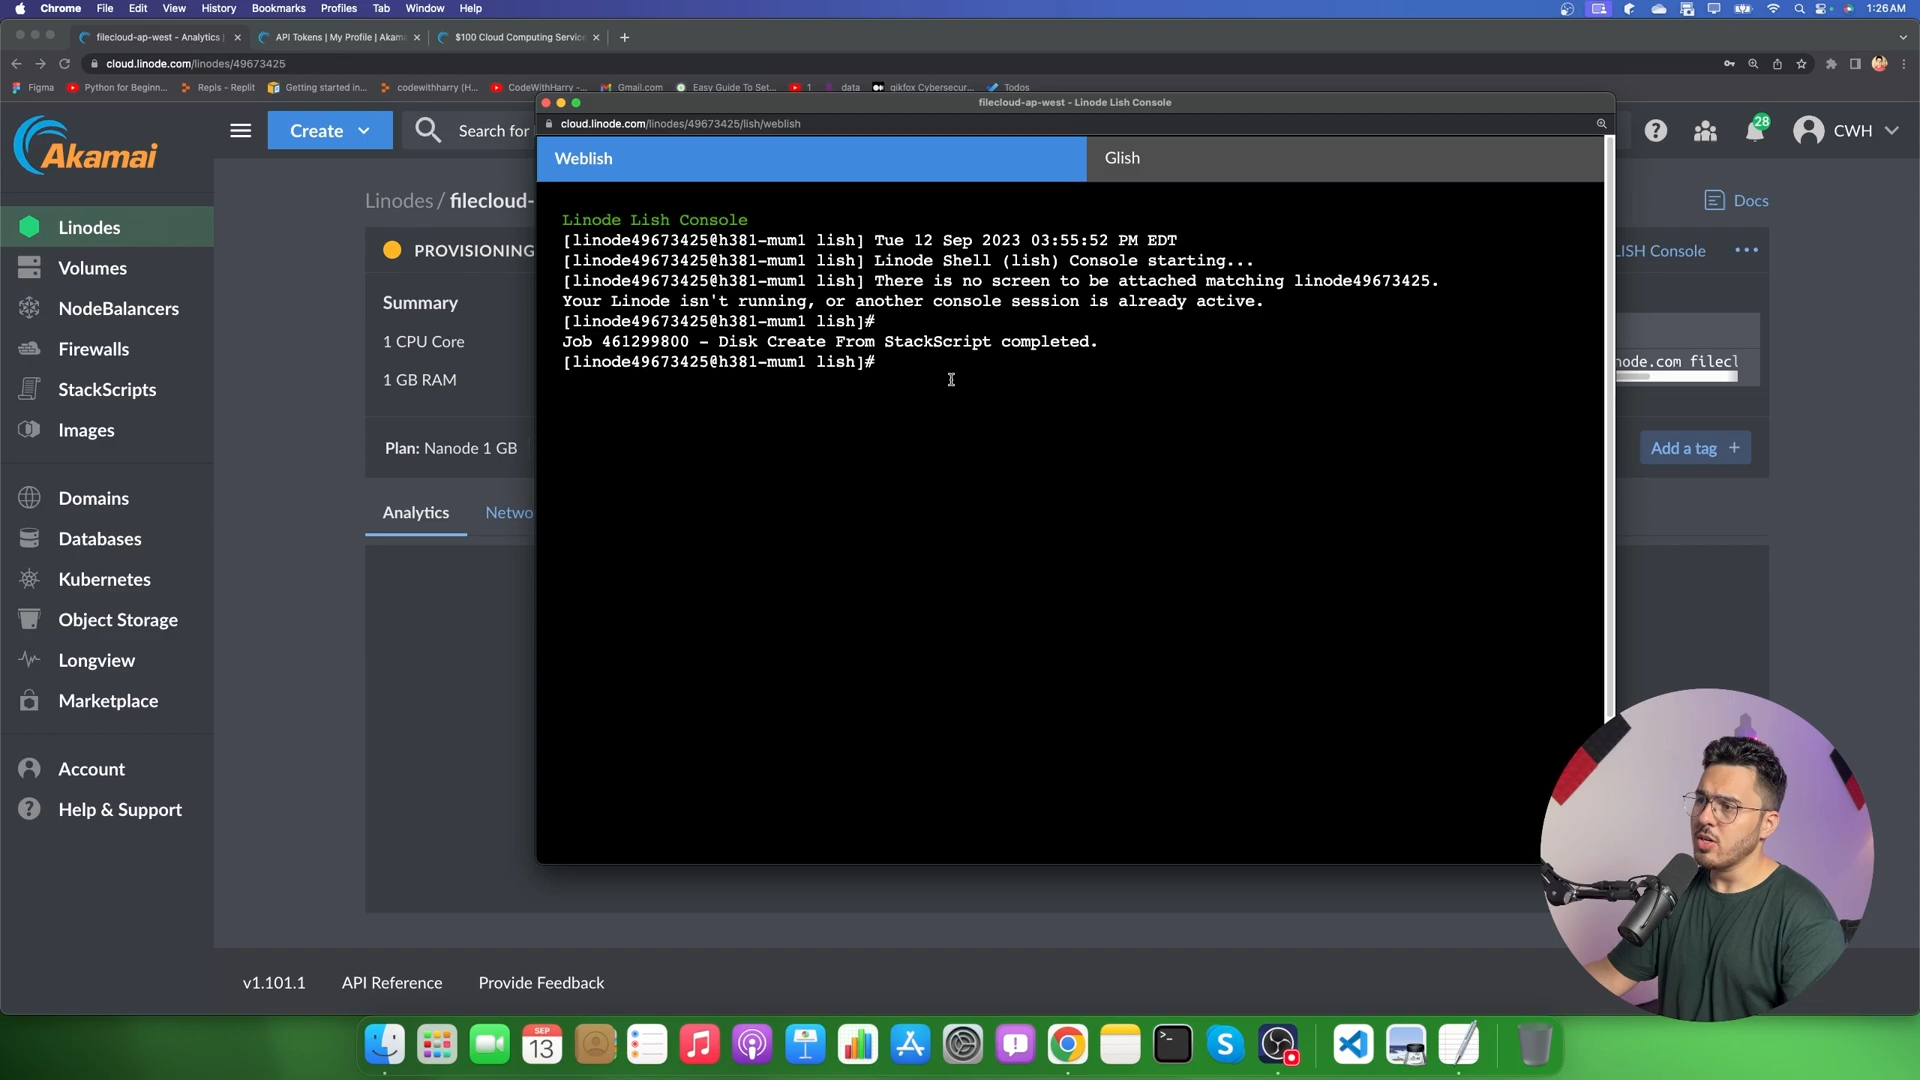 Chrome File Edit View History Bookmarks Profiles Tab Window Help
1:26 AM
filecloud-ap-west - Analytics
API Tokens | My Profile | Akam
$100 Cloud Computing Service
cloud.linode.com/linodes/49673425
Figma
Python for Beginn...
Repls - Replit
Getting started in...
codewithharry (H...
CodeWithHarry -...
Gmail.com
Easy Guide To Set...
1
data
qikfox Cybersecur...
Todos
filecloud-ap-west - Linode Lish Console
cloud.linode.com/linodes/49673425/lish/weblish
Akamai
Create
Search for
28
CWH
Weblish
Glish
Linodes / filecloud-
Docs
Linodes
Volumes
NodeBalancers
Firewalls
StackScripts
Images
Domains
Databases
Kubernetes
Object Storage
Longview
Marketplace
Account
Help & Support
PROVISIONING
LISH Console
Summary
1 CPU Core
1 GB RAM
node.com filecl
Plan: Nanode 1 GB
Add a tag +
Analytics
Netwo
Linode Lish Console
[linode49673425@h381-mum1 lish] Tue 12 Sep 2023 03:55:52 PM EDT
[linode49673425@h381-mum1 lish] Linode Shell (lish) Console starting...
[linode49673425@h381-mum1 lish] There is no screen to be attached matching linode49673425.
Your Linode isn't running, or another console session is already active.
[linode49673425@h381-mum1 lish]#
Job 461299800 - Disk Create From StackScript completed.
[linode49673425@h381-mum1 lish]#
v1.101.1
API Reference
Provide Feedback
SEP
13